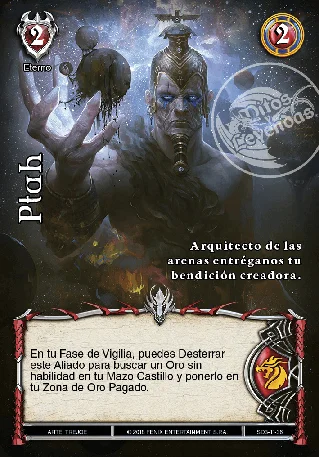 2
2
Eterno
Mitos y
Leyendas
Ptah
Arquitecto de las
arenas entréganos tu
bendición creadora.
En tu Fase de Vigilia, puedes Desterrar
este Aliado para buscar un Oro sin
habilidad en tu Mazo Castillo y ponerlo en
tu Zona de Oro Pagado.
ARTE: TREJOE